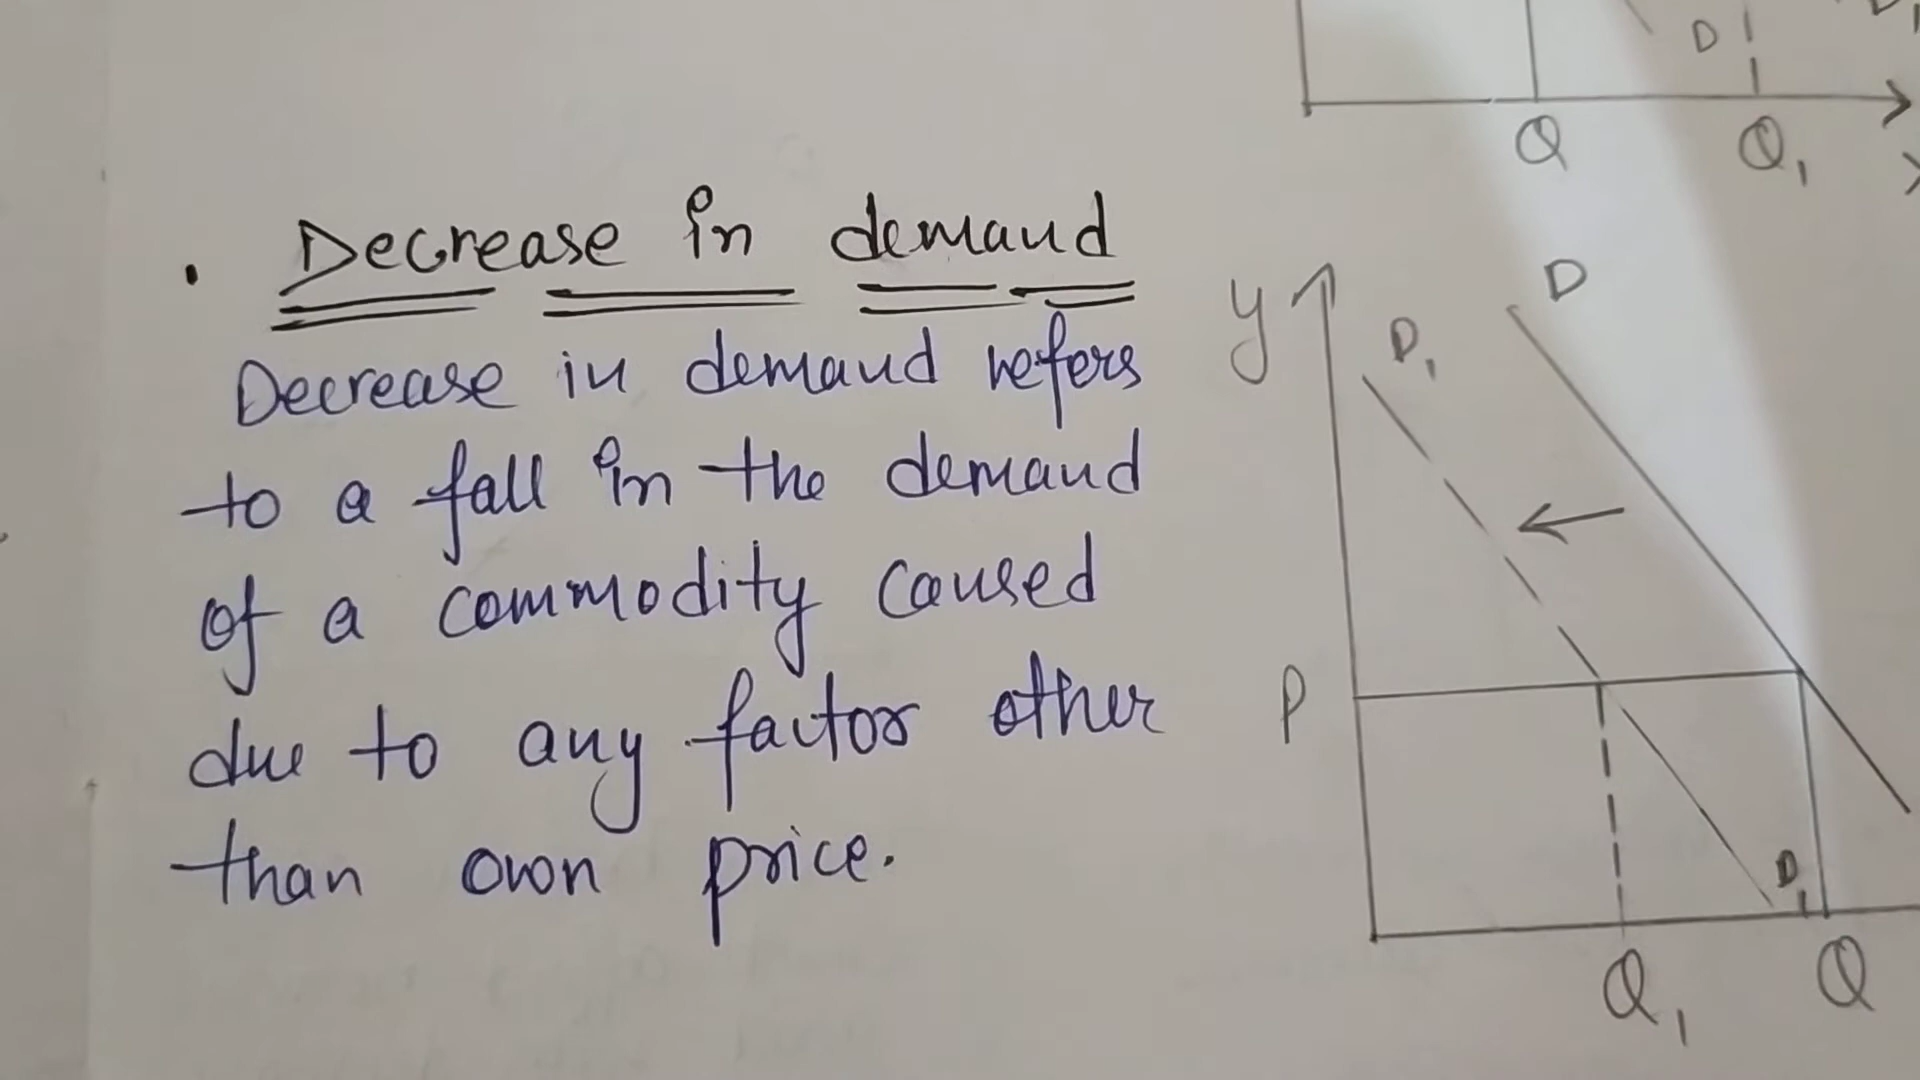 D
Q Q₁
• Decrease in demand
Decrease in demand refers
to a fall in the demand
of a commodity caused
due to any factor other
than own price.
y
D₁ D
P
D₁
Q₁ Q